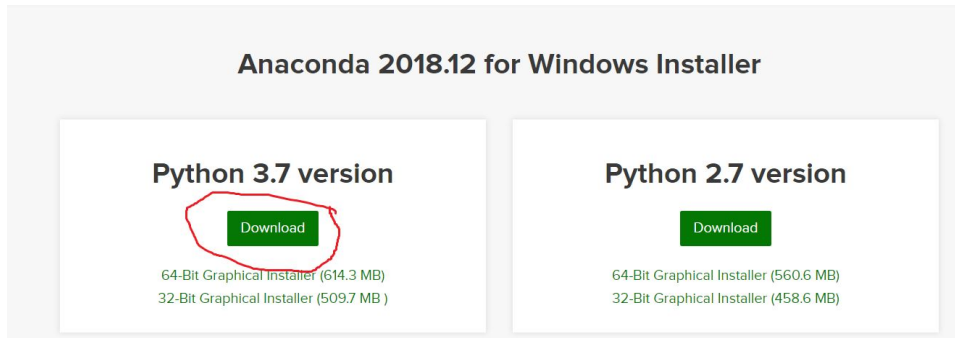 Anaconda 2018.12 for Windows Installer
Python 3.7 version
Download
64-Bit Graphical Installer (614.3 MB)
32-Bit Graphical Installer (509.7 MB )
Python 2.7 version
Download
64-Bit Graphical Installer (560.6 MB)
32-Bit Graphical Installer (458.6 MB)